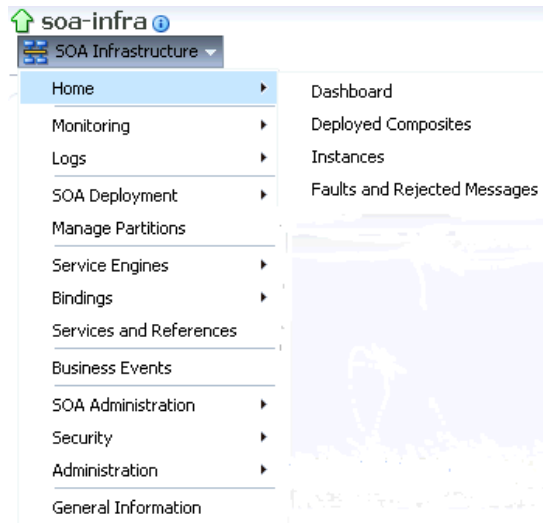 soa-infra
SOA Infrastructure
Home
Monitoring
Logs
SOA Deployment
Manage Partitions
Service Engines
Bindings
Services and References
Business Events
SOA Administration
Security
Administration
General Information
Dashboard
Deployed Composites
Instances
Faults and Rejected Messages